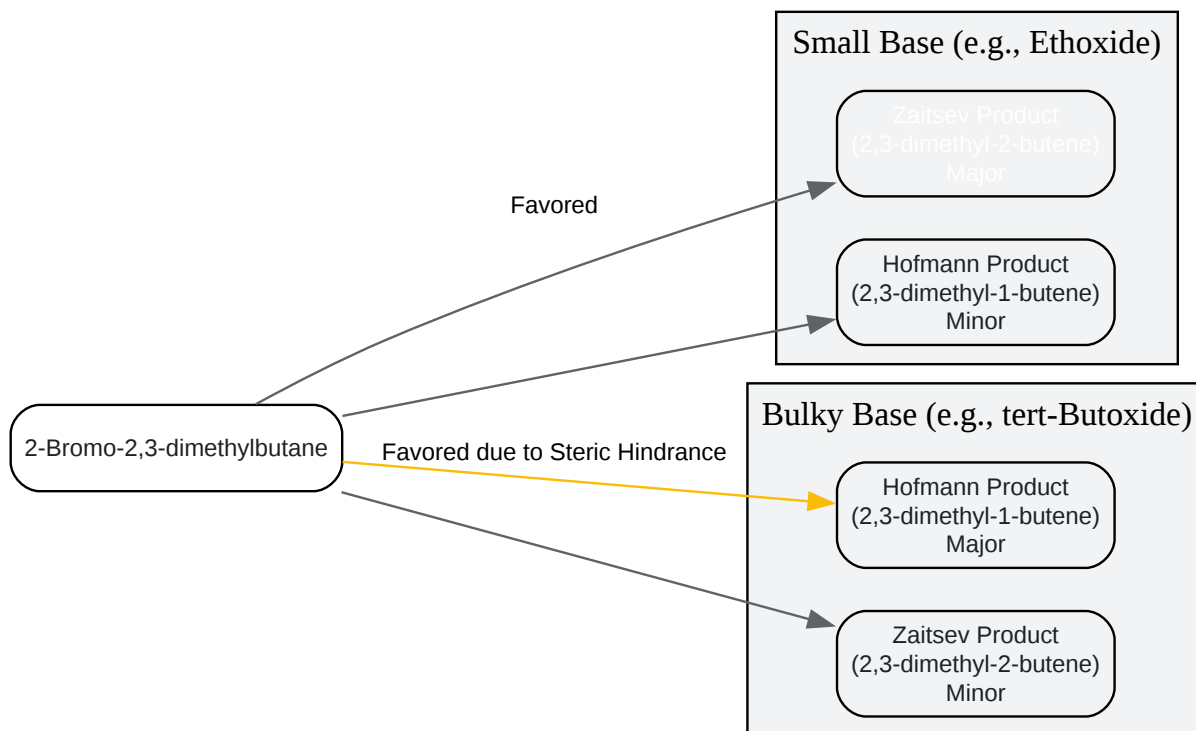 Small Base (e.g., Ethoxide)
Zaitsev Product
(2,3-dimethyl-2-butene)
Major
Favored
Hofmann Product
(2,3-dimethyl-1-butene)
Minor
2-Bromo-2,3-dimethylbutane
Bulky Base (e.g., tert-Butoxide)
Favored due to Steric Hindrance
Hofmann Product
(2,3-dimethyl-1-butene)
Major
Zaitsev Product
(2,3-dimethyl-2-butene)
Minor